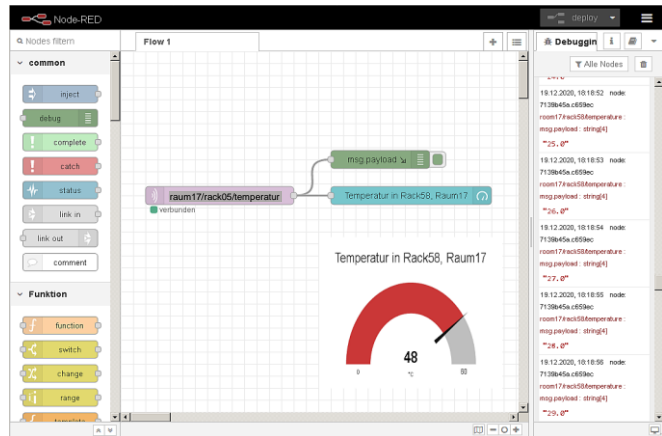 Node-RED
deploy
Nodes filtern
Flow 1
Debuggin
i
Alle Nodes
common
inject
debug
complete
catch
status
link in
link out
comment
Funktion
function
switch
change
range
template
msg.payload
raum17/rack05/temperatur
verbunden
Temperatur in Rack58, Raum17
Temperatur in Rack58, Raum17
48
0
°C
60
19.12.2020, 18:18:52 node:
7139b45a.c659ec
room17/rack58/temperature :
msg.payload : string[4]
"25.0"
19.12.2020, 18:18:53 node:
7139b45a.c659ec
room17/rack58/temperature :
msg.payload : string[4]
"26.0"
19.12.2020, 18:18:54 node:
7139b45a.c659ec
room17/rack58/temperature :
msg.payload : string[4]
"27.0"
19.12.2020, 18:18:55 node:
7139b45a.c659ec
room17/rack58/temperature :
msg.payload : string[4]
"28.0"
19.12.2020, 18:18:56 node:
7139b45a.c659ec
room17/rack58/temperature :
msg.payload : string[4]
"29.0"